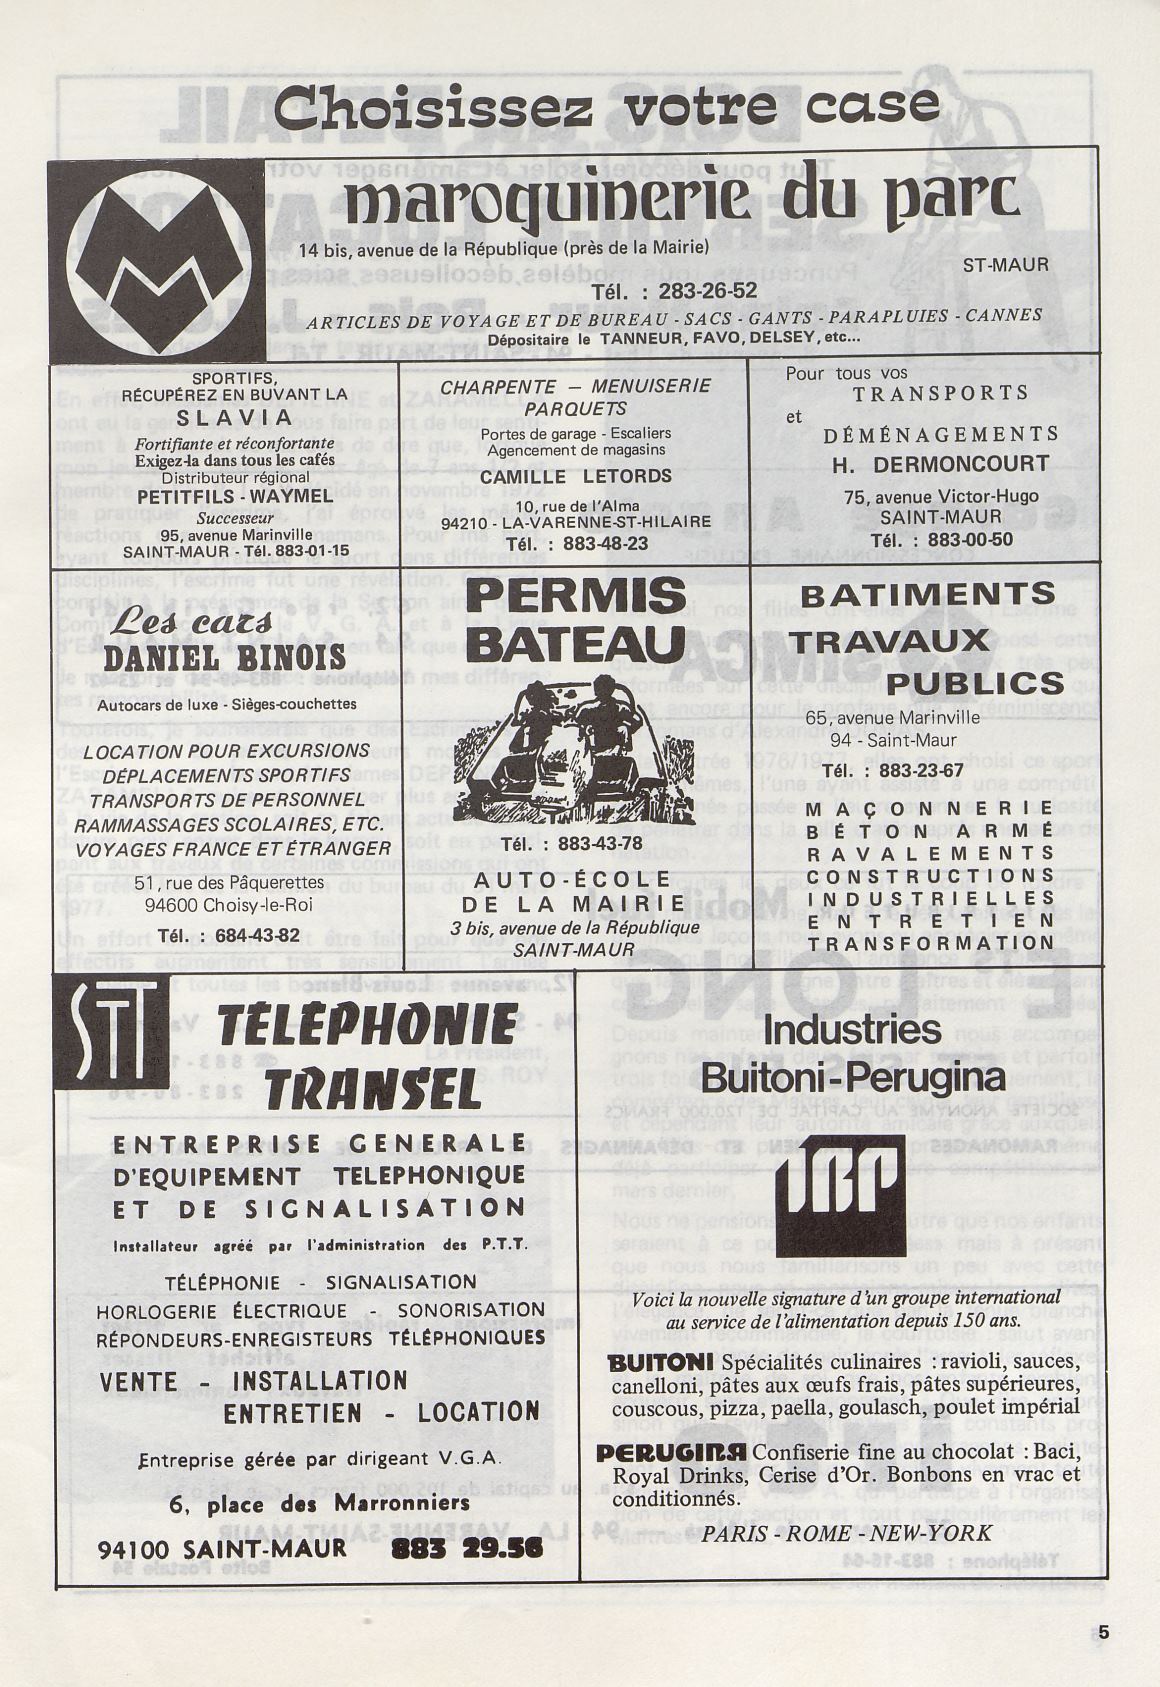 Choisissez votre case
maroquinerie du parc
14 bis, avenue de la République (près de la Mairie)
ST-MAUR
Tél. : 283-26-52
ARTICLES DE VOYAGE ET DE BUREAU - SACS - GANTS - PARAPLUIES - CANNES
Dépositaire le TANNEUR, FAVO, DELSEY, etc...
SPORTIFS,
RÉCUPÉREZ EN BUVANT LA
SLAVIA
Fortifiante et réconfortante
Exigez-la dans tous les cafés
Distributeur régional
PETITFILS - WAYMEL
Successeur
95, avenue Marinville
SAINT-MAUR - Tél. 883-01-15
CHARPENTE — MENUISERIE
PARQUETS
Portes de garage - Escaliers
Agencement de magasins
CAMILLE LETORDS
10, rue de l'Alma
94210 - LA-VARENNE-ST-HILAIRE
Tél. : 883-48-23
Pour tous vos
TRANSPORTS
et
DÉMÉNAGEMENTS
H. DERMONCOURT
75, avenue Victor-Hugo
SAINT-MAUR
Tél. : 883-00-50
Les cars
DANIEL BINOIS
Autocars de luxe - Sièges-couchettes
LOCATION POUR EXCURSIONS
DÉPLACEMENTS SPORTIFS
TRANSPORTS DE PERSONNEL
RAMMASSAGES SCOLAIRES, ETC.
VOYAGES FRANCE ET ÉTRANGER
51, rue des Pâquerettes
94600 Choisy-le-Roi
Tél. : 684-43-82
PERMIS
BATEAU
Tél. : 883-43-78
AUTO-ÉCOLE
DE LA MAIRIE
3 bis, avenue de la République
SAINT-MAUR
BATIMENTS
TRAVAUX
PUBLICS
65, avenue Marinville
94 - Saint-Maur
Tél. : 883-23-67
MAÇONNERIE
BÉTON ARMÉ
RAVALEMENTS
CONSTRUCTIONS
INDUSTRIELLES
ENTRETIEN
TRANSFORMATION
STT
TÉLÉPHONIE
TRANSEL
ENTREPRISE GENERALE
D'EQUIPEMENT TELEPHONIQUE
ET DE SIGNALISATION
Installateur agréé par l'administration des P.T.T.
TÉLÉPHONIE - SIGNALISATION
HORLOGERIE ÉLECTRIQUE - SONORISATION
RÉPONDEURS-ENREGISTEURS TÉLÉPHONIQUES
VENTE - INSTALLATION
ENTRETIEN - LOCATION
Entreprise gérée par dirigeant V.G.A.
6, place des Marronniers
94100 SAINT-MAUR 883 29.56
Industries
Buitoni-Perugina
IBP
Voici la nouvelle signature d'un groupe international
au service de l'alimentation depuis 150 ans.
BUITONI Spécialités culinaires : ravioli, sauces,
canelloni, pâtes aux œufs frais, pâtes supérieures,
couscous, pizza, paella, goulasch, poulet impérial
PERUGINA Confiserie fine au chocolat : Baci,
Royal Drinks, Cerise d'Or. Bonbons en vrac et
conditionnés.
PARIS - ROME - NEW-YORK
5